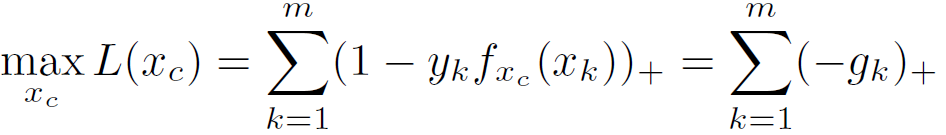 \max_{x_c} L(x_c) = \sum_{k=1}^{m} (1 - y_k f_{x_c}(x_k))_+ = \sum_{k=1}^{m} (-g_k)_+